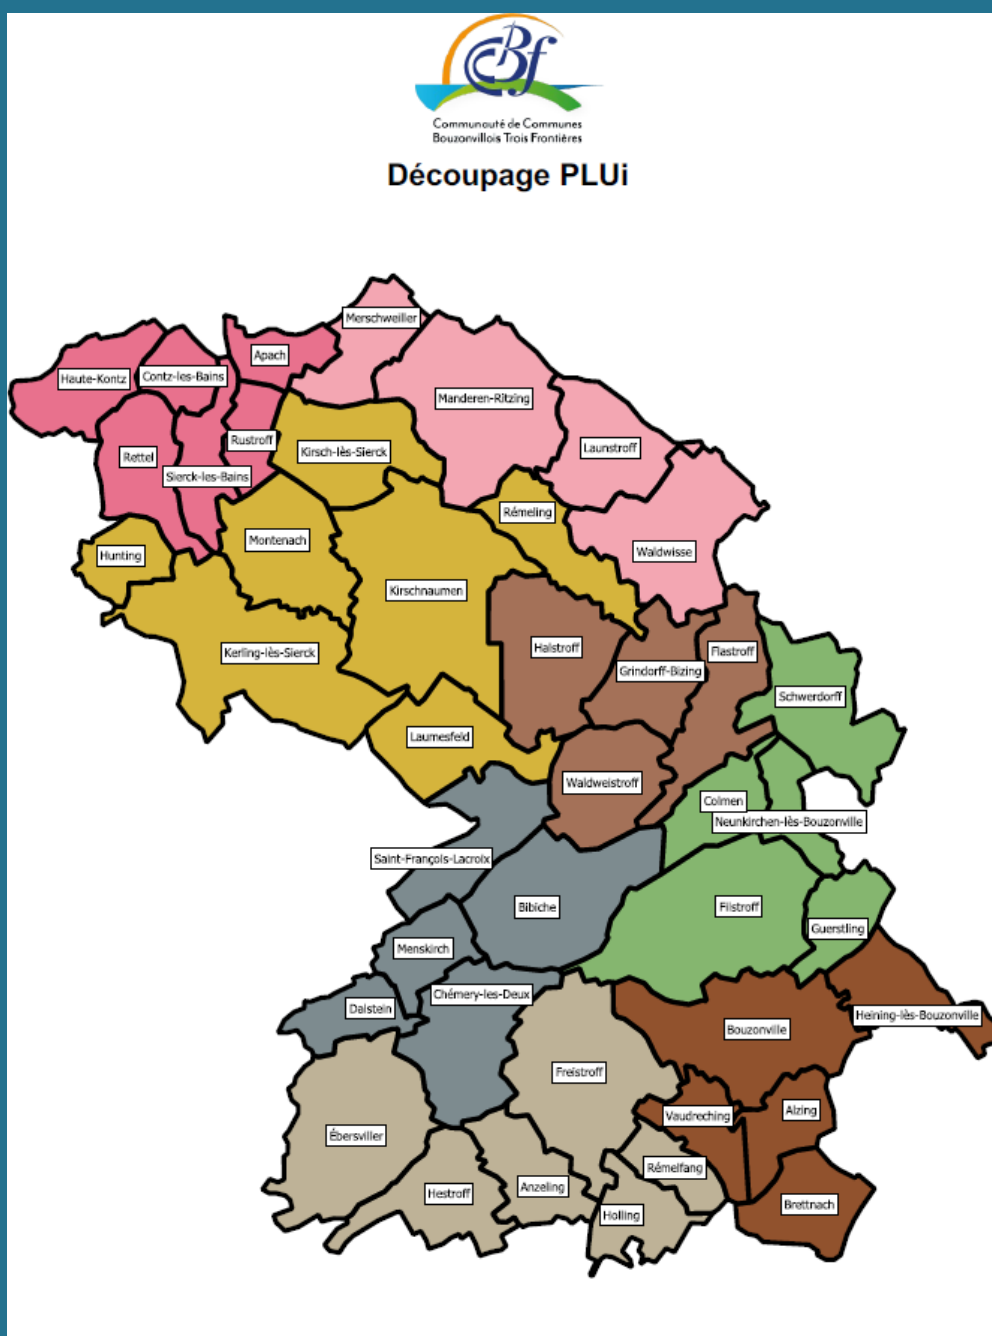 CCBf
Communauté de Communes
Bouzonvillois Trois Frontières
Découpage PLUi
Merschweiller
Apach
Contz-les-Bains
Haute-Kontz
Manderen-Ritzing
Rustroff
Launstroff
Kirsch-lès-Sierck
Rettel
Sierck-les-Bains
Rémeling
Montenach
Waldwisse
Hunting
Kirschnaumen
Halstroff
Flastroff
Kerling-lès-Sierck
Grindorff-Bizing
Schwerdorff
Laumesfeld
Waldweistroff
Colmen
Neunkirchen-lès-Bouzonville
Saint-François-Lacroix
Bibiche
Filstroff
Guerstling
Menskirch
Chémery-les-Deux
Dalstein
Heining-lès-Bouzonville
Bouzonville
Freistroff
Alzing
Vaudreching
Ébersviller
Rémelfang
Anzeling
Hestroff
Brettnach
Holling